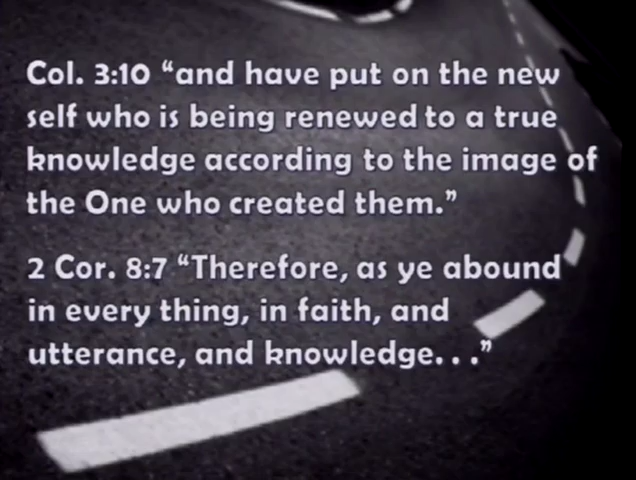 Col. 3:10 “and have put on the new
self who is being renewed to a true
knowledge according to the image of
the One who created them.”
2 Cor. 8:7 “Therefore, as ye abound
in every thing, in faith, and
utterance, and knowledge. . .”